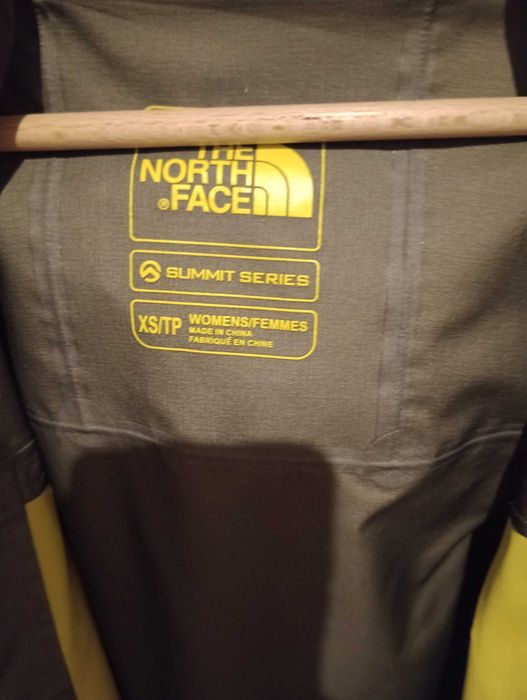 THE
NORTH
®FACE
SUMMIT SERIES
XS/TP
WOMENS/FEMMES
MADE IN CHINA
FABRIQUÉ EN CHINE